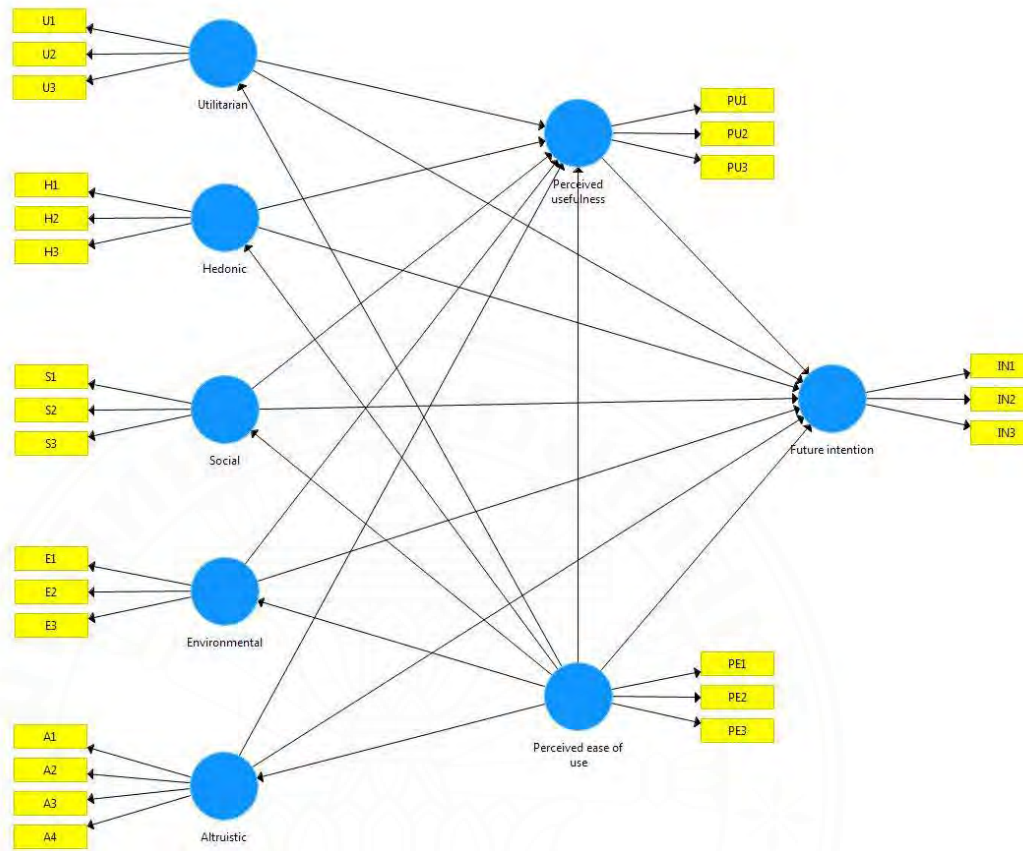 U1
U2
U3
Utilitarian
H1
H2
H3
Hedonic
S1
S2
S3
Social
E1
E2
E3
Environmental
A1
A2
A3
A4
Altruistic
PU1
PU2
PU3
Perceived
usefulness
IN1
IN2
IN3
Future intention
PE1
PE2
PE3
Perceived ease of
use